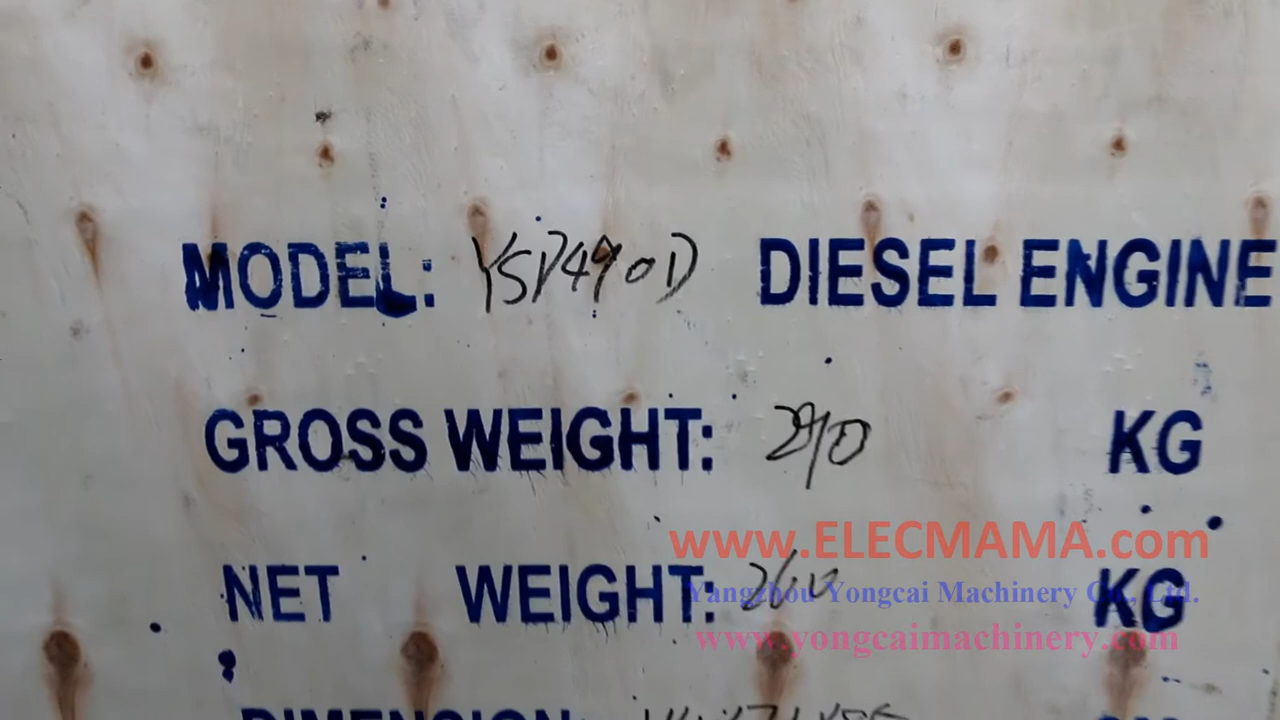 MODEL: YSD490D DIESEL ENGINE
GROSS WEIGHT: 290 KG
www.ELECMAMA.com
NET WEIGHT: 260 KG
Yangzhou Yongcai Machinery Co., Ltd.
www.yongcaimachinery.com
DIMENSION: